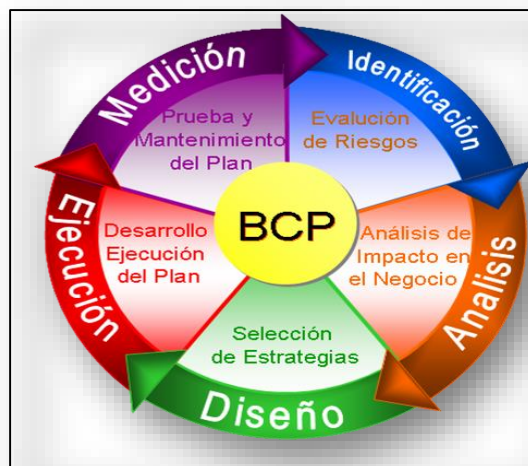 Medición
Prueba y
Mantenimiento
del Plan
Identificación
Evalución
de Riesgos
BCP
Ejecución
Desarrollo
Ejecución
del Plan
Análisis de
Impacto en
el Negocio
Analisis
Selección
de Estrategias
Diseño